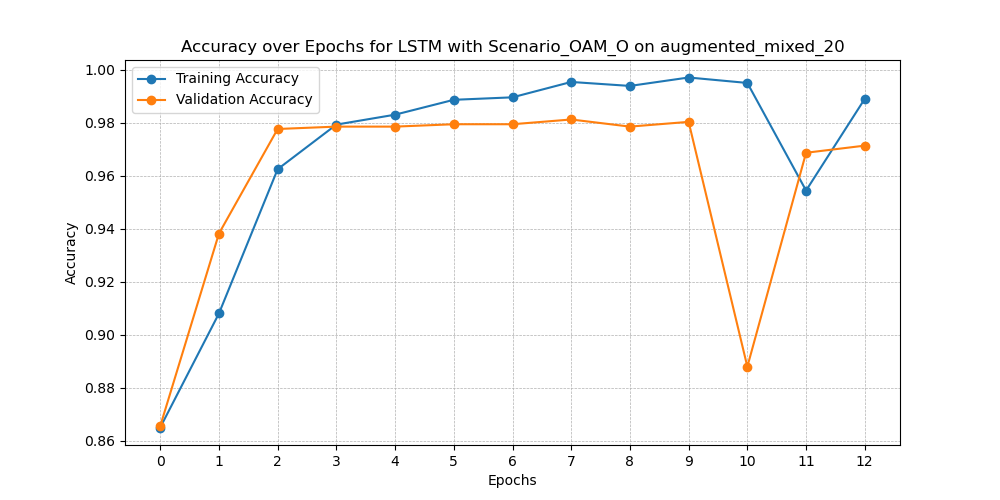 Accuracy over Epochs for LSTM with Scenario_OAM_O on augmented_mixed_20
Training Accuracy
Validation Accuracy
1.00
0.98
0.96
0.94
0.92
0.90
0.88
0.86
Accuracy
0 1 2 3 4 5 6 7 8 9 10 11 12
Epochs